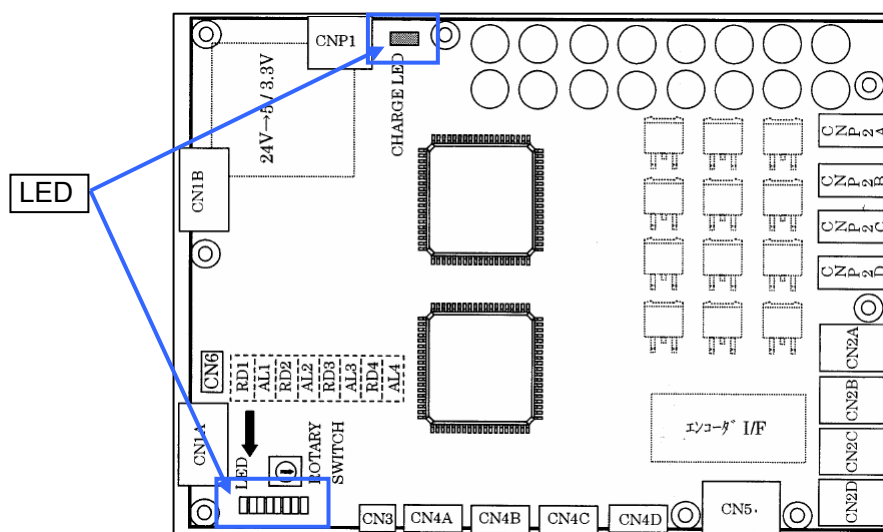 CNP1
CHARGE LED
24V→5 / 3.3V
CN1B
LED
CNP2A
CNP2B
CNP2C
CNP2D
CN6
RD1
AL1
RD2
AL2
RD3
AL3
RD4
AL4
CN2A
CN2B
CN2C
CN2D
CN1A
LED
ROTARY
SWITCH
エンコーダ I/F
CN3
CN4A
CN4B
CN4C
CN4D
CN5